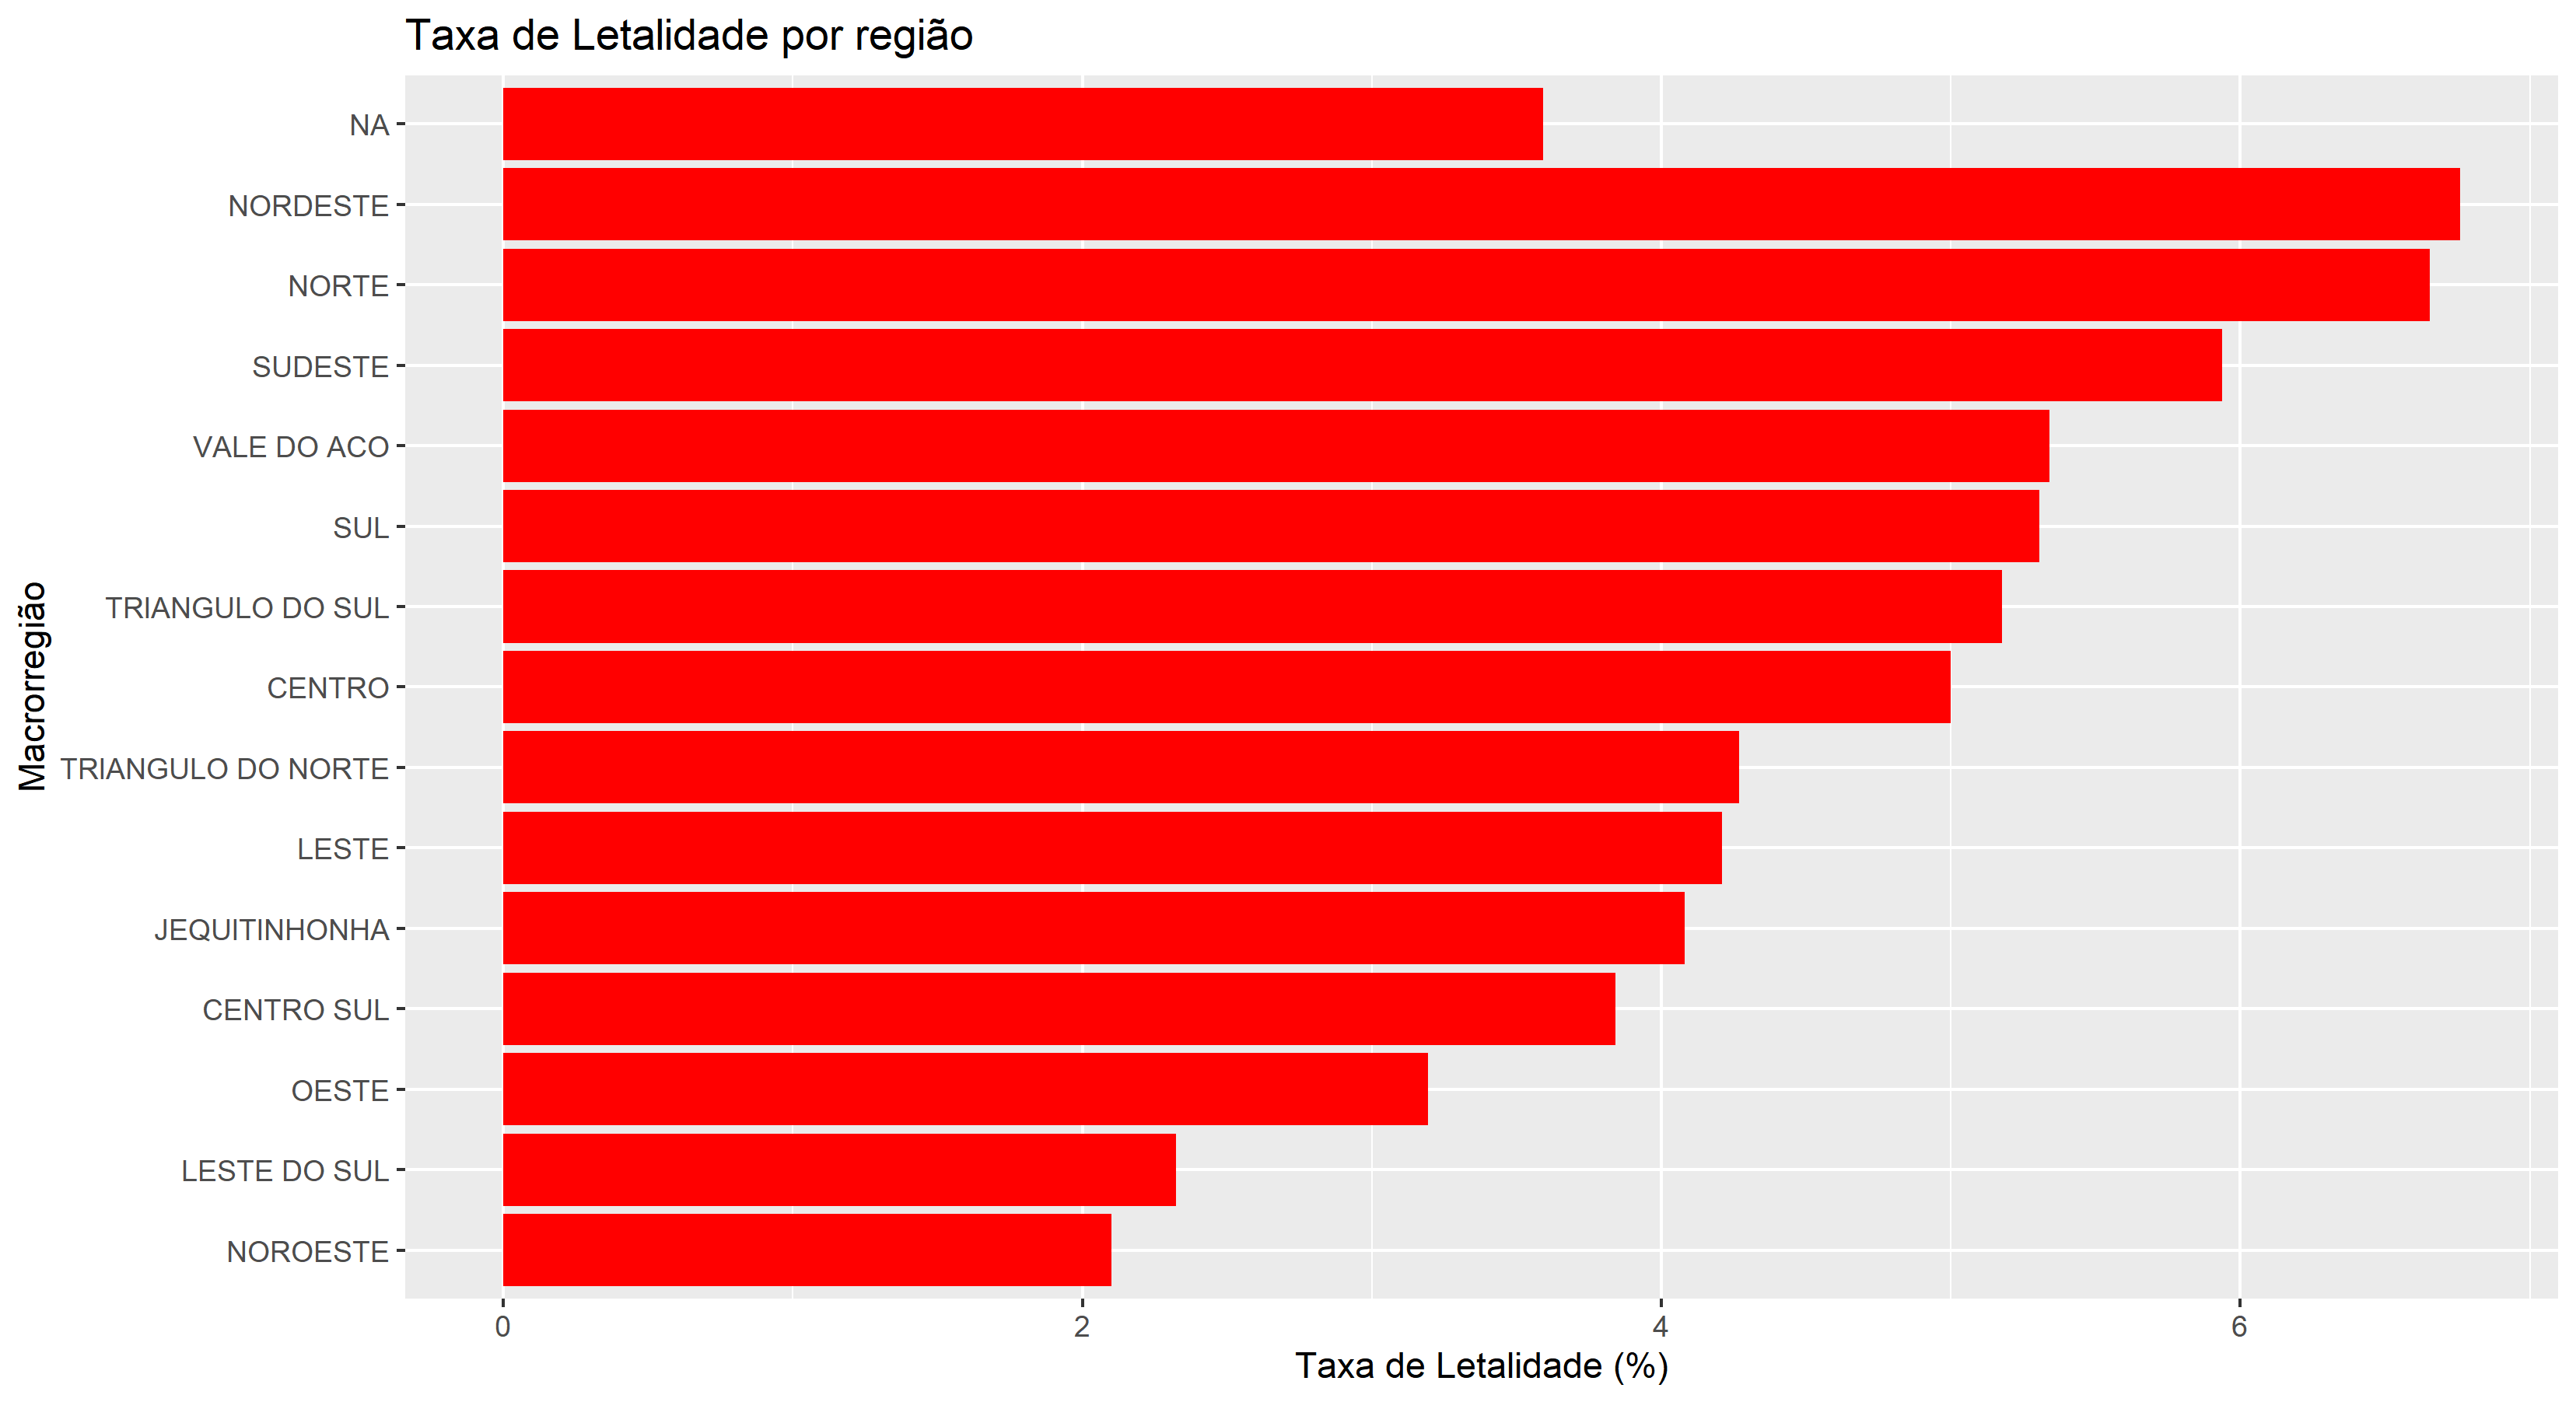 Taxa de Letalidade por região
Macrorregião
NA
NORDESTE
NORTE
SUDESTE
VALE DO ACO
SUL
TRIANGULO DO SUL
CENTRO
TRIANGULO DO NORTE
LESTE
JEQUITINHONHA
CENTRO SUL
OESTE
LESTE DO SUL
NOROESTE
0 2 4 6
Taxa de Letalidade (%)